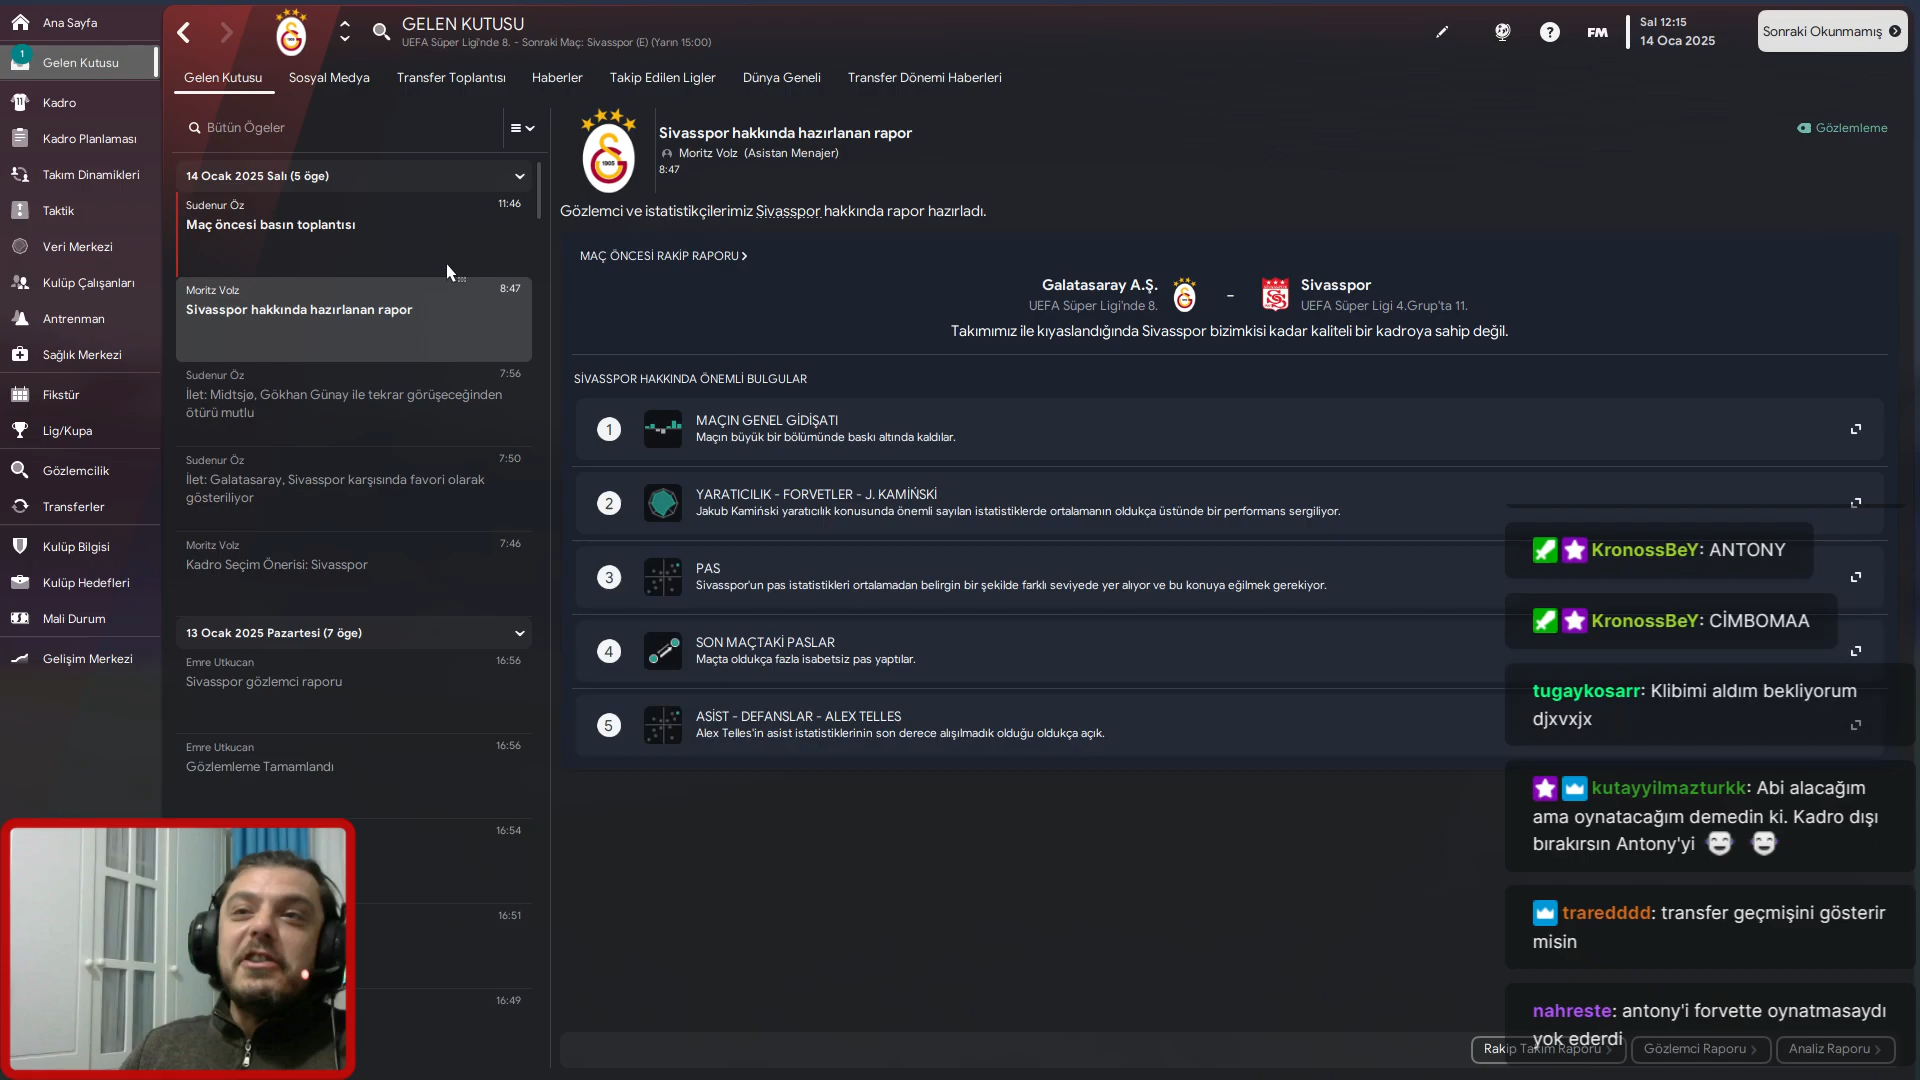 Ana Sayfa
1
Gelen Kutusu
Kadro
Kadro Planlaması
Takım Dinamikleri
Taktik
Veri Merkezi
Kulüp Çalışanları
Antrenman
Sağlık Merkezi
Fikstür
Lig/Kupa
Gözlemcilik
Transferler
Kulüp Bilgisi
Kulüp Hedefleri
Mali Durum
Gelişim Merkezi
GELEN KUTUSU
UEFA Süper Ligi'nde 8. - Sonraki Maç: Sivasspor (E) (Yarın 15:00)
FM
Sal 12:15
14 Oca 2025
Sonraki Okunmamış
Gelen Kutusu
Sosyal Medya
Transfer Toplantısı
Haberler
Takip Edilen Ligler
Dünya Geneli
Transfer Dönemi Haberleri
Bütün Ögeler
14 Ocak 2025 Salı (5 öge)
Sudenur Öz 11:46
Maç öncesi basın toplantısı
Moritz Volz 8:47
Sivasspor hakkında hazırlanan rapor
Sudenur Öz 7:56
İlet: Midtsjø, Gökhan Günay ile tekrar görüşeceğinden
ötürü mutlu
Sudenur Öz 7:50
İlet: Galatasaray, Sivasspor karşısında favori olarak
gösteriliyor
Moritz Volz 7:46
Kadro Seçim Önerisi: Sivasspor
13 Ocak 2025 Pazartesi (7 öge)
Emre Utkucan 16:56
Sivasspor gözlemci raporu
Emre Utkucan 16:56
Gözlemleme Tamamlandı
16:54
16:51
16:49
Sivasspor hakkında hazırlanan rapor
Moritz Volz (Asistan Menajer)
8:47
Gözlemleme
Gözlemci ve istatistikçilerimiz Sivasspor hakkında rapor hazırladı.
MAÇ ÖNCESİ RAKİP RAPORU
Galatasaray A.Ş. - Sivasspor
UEFA Süper Ligi'nde 8. UEFA Süper Ligi 4.Grup'ta 11.
Takımımız ile kıyaslandığında Sivasspor bizimkisi kadar kaliteli bir kadroya sahip değil.
SİVASSPOR HAKKINDA ÖNEMLİ BULGULAR
1 MAÇIN GENEL GİDİŞATI
Maçın büyük bir bölümünde baskı altında kaldılar.
2 YARATICILIK - FORVETLER - J. KAMIŃSKI
Jakub Kamiński yaratıcılık konusunda önemli sayılan istatistiklerde ortalamanın oldukça üstünde bir performans sergiliyor.
3 PAS
Sivasspor'un pas istatistikleri ortalamadan belirgin bir şekilde farklı seviyede yer alıyor ve bu konuya eğilmek gerekiyor.
4 SON MAÇTAKİ PASLAR
Maçta oldukça fazla isabetsiz pas yaptılar.
5 ASİST - DEFANSLAR - ALEX TELLES
Alex Telles'in asist istatistiklerinin son derece alışılmadık olduğu oldukça açık.
KronossBeY: ANTONY
KronossBeY: CİMBOMAA
tugaykosarr: Klibimi aldım bekliyorum
djxvxjx
kutayyilmazturkk: Abi alacağım
ama oynatacağım demedin ki. Kadro dışı
bırakırsın Antony'yi
traredddd: transfer geçmişini gösterir
misin
nahreste: antony'i forvette oynatmasaydı
yok ederdi
Rakip Takım Raporu
Gözlemci Raporu
Analiz Raporu